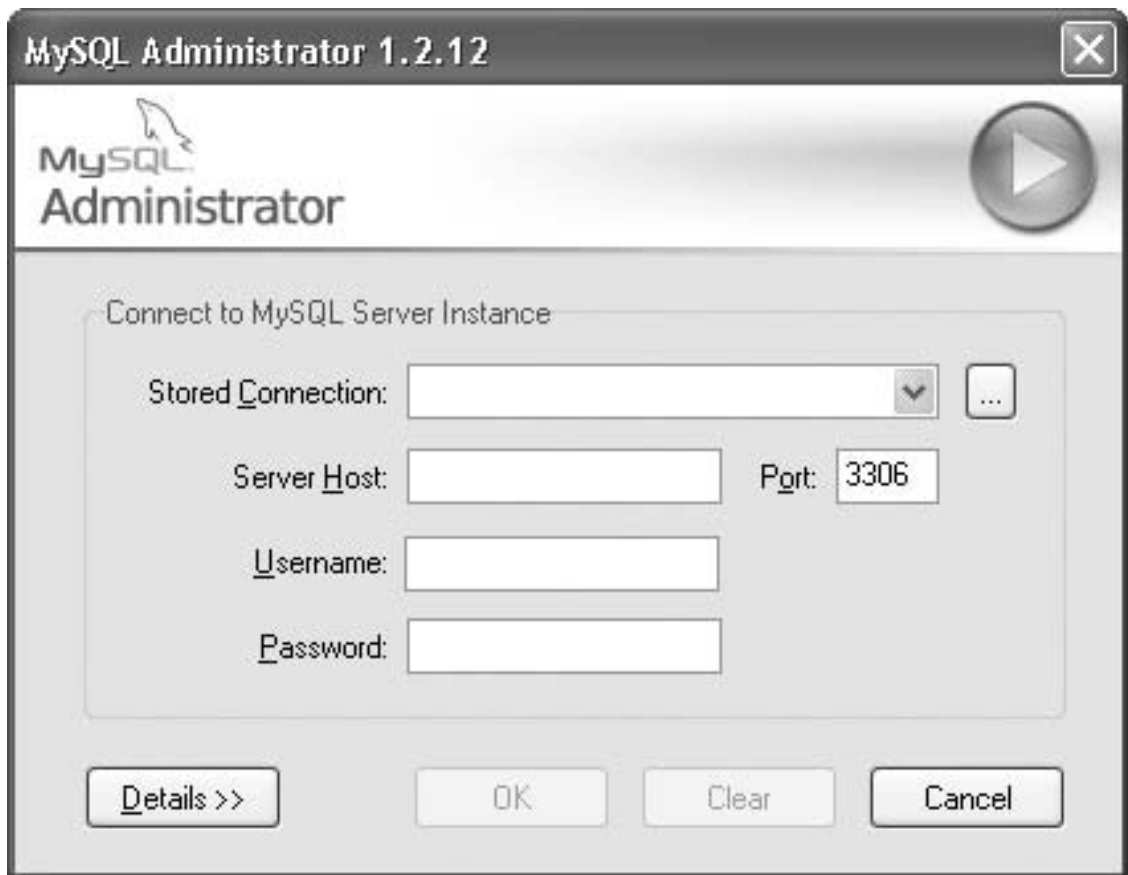 MySQL Administrator 1.2.12
MySQL
Administrator
Connect to MySQL Server Instance
Stored Connection:
...
Server Host:
Port: 3306
Username:
Password:
Details >>
OK
Clear
Cancel